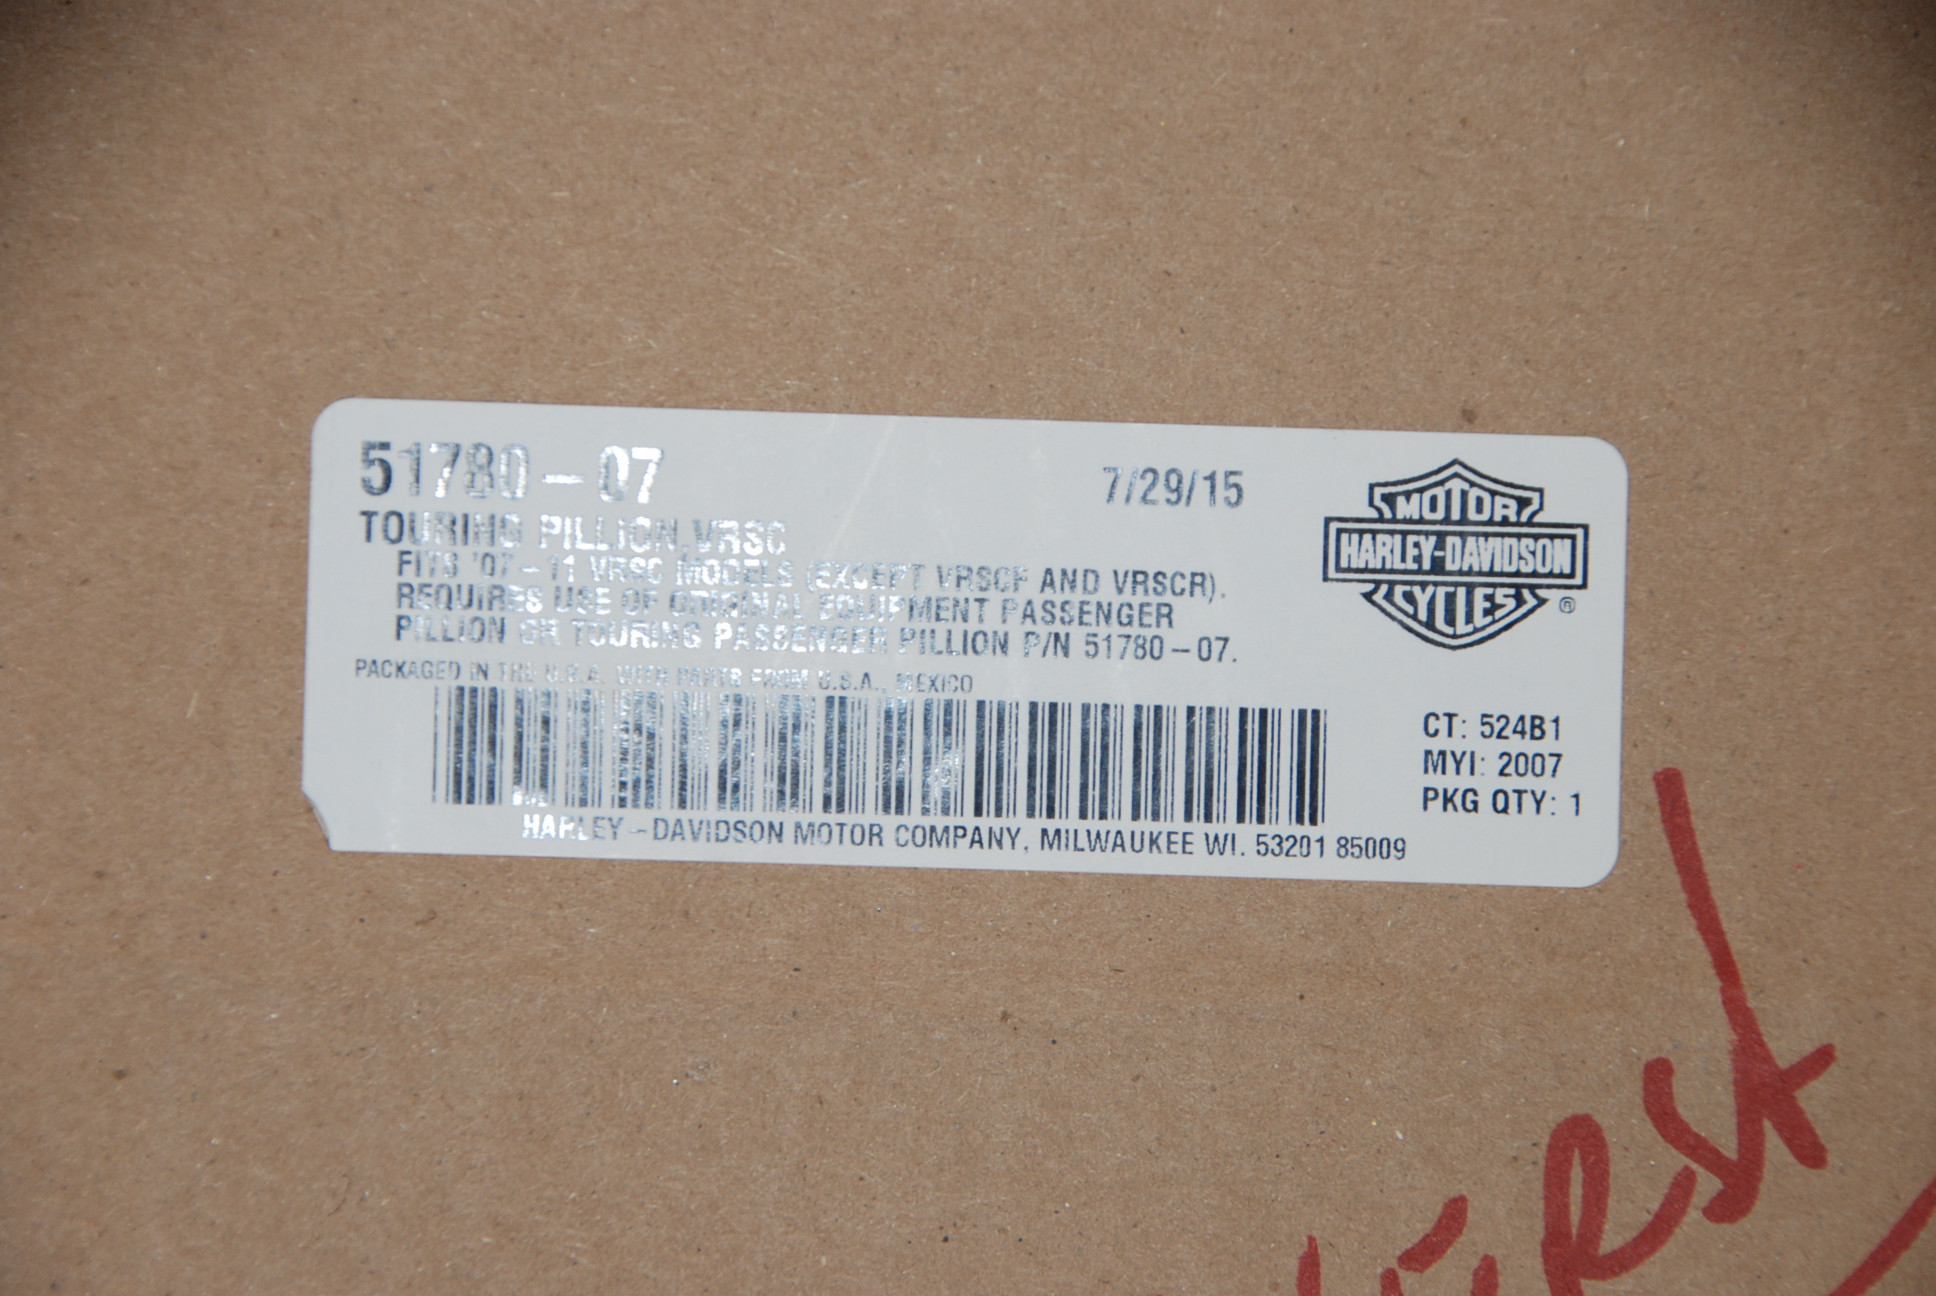 51780-07
7/29/15
TOURING PILLION,VRSC
FITS '07-11 VRSC MODELS (EXCEPT VRSCF AND VRSCR).
REQUIRES USE OF ORIGINAL EQUIPMENT PASSENGER
PILLION OR TOURING PASSENGER PILLION P/N 51780-07.
PACKAGED IN THE U.S.A. WITH PARTS FROM U.S.A., MEXICO
MOTOR
HARLEY-DAVIDSON
CYCLES
®
CT: 524B1
MYI: 2007
PKG QTY: 1
HARLEY-DAVIDSON MOTOR COMPANY, MILWAUKEE WI. 53201 85009